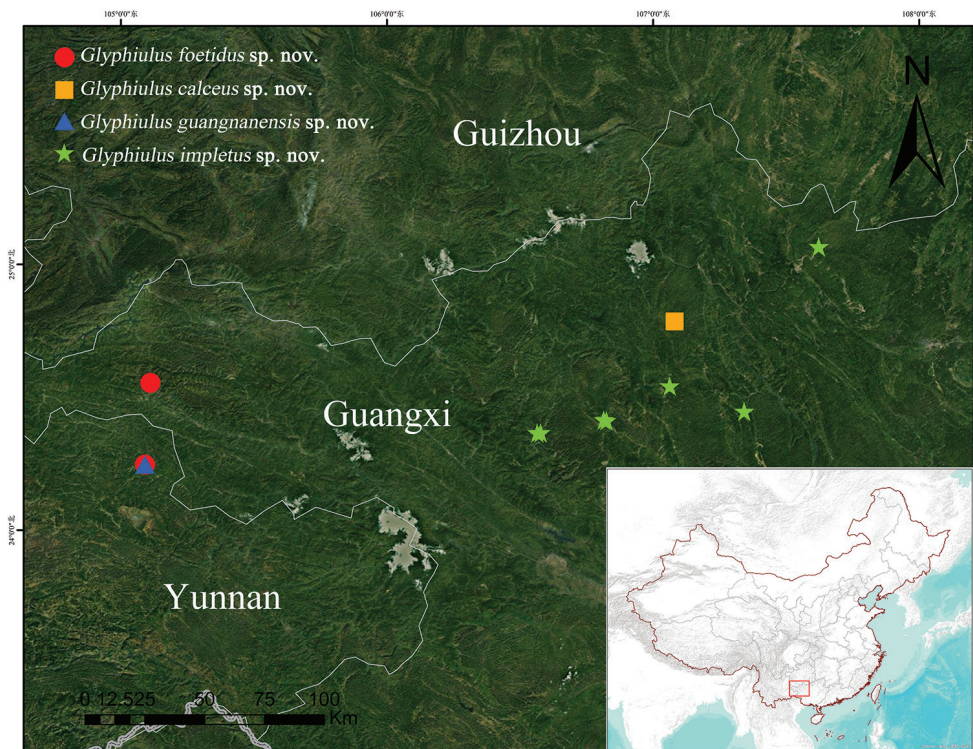 105°0'0"东
106°0'0"东
107°0'0"东
108°0'0"东
Glyphiulus foetidus sp. nov.
Glyphiulus calceus sp. nov.
Glyphiulus guangnanensis sp. nov.
Glyphiulus impletus sp. nov.
N
Guizhou
25°0'0"北
Guangxi
24°0'0"北
Yunnan
0 12.525 50 75 100
Km